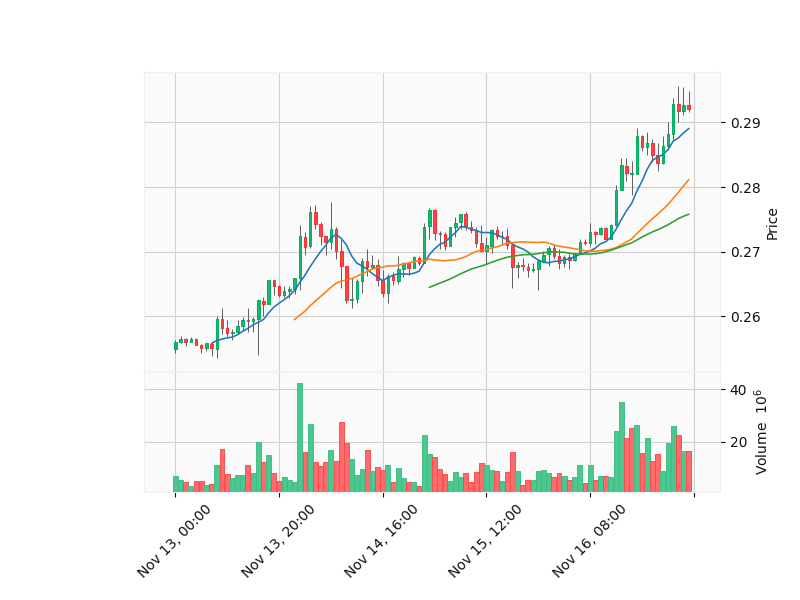 0.29
0.28
0.27
0.26
Price
40
20
Volume 10^6
Nov 13, 00:00
Nov 13, 20:00
Nov 14, 16:00
Nov 15, 12:00
Nov 16, 08:00